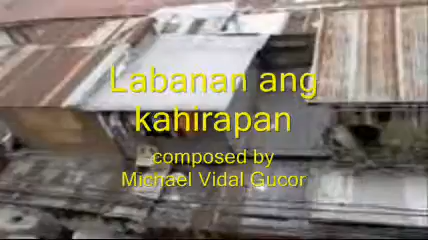 Labanan ang
kahirapan
composed by
Michael Vidal Gucor